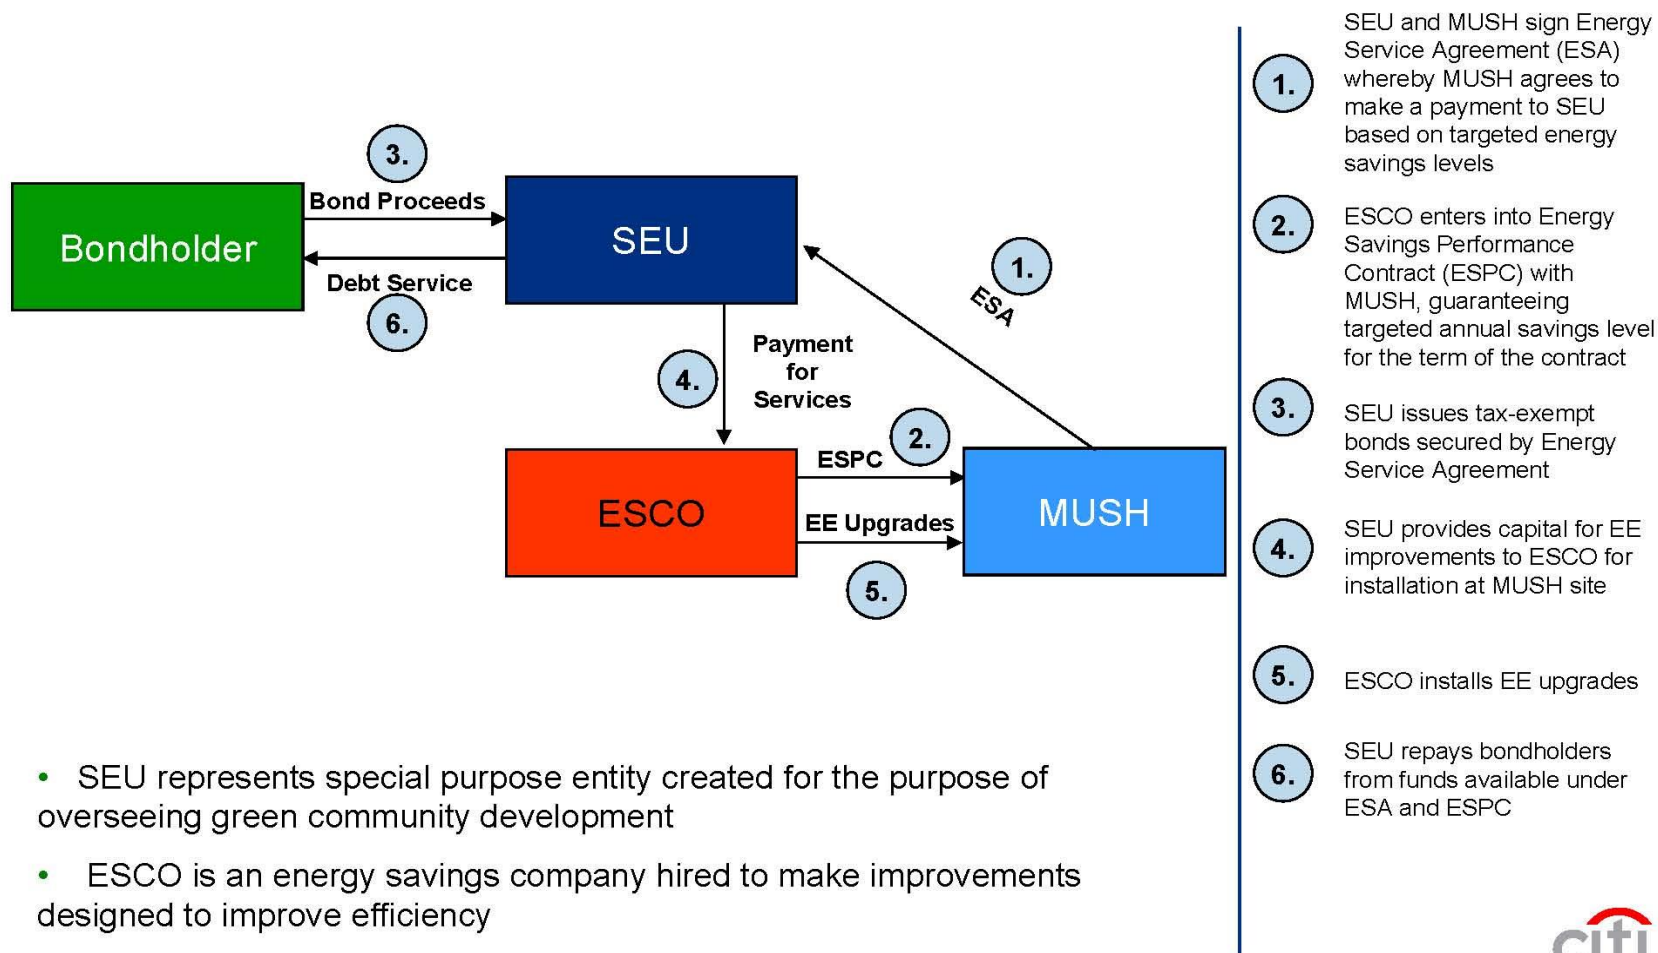 3.
Bond Proceeds
Bondholder
SEU
Debt Service
6.
1.
ESA
4.
Payment
for
Services
2.
ESPC
ESCO
EE Upgrades
MUSH
5.
• SEU represents special purpose entity created for the purpose of
overseeing green community development
• ESCO is an energy savings company hired to make improvements
designed to improve efficiency
1.
SEU and MUSH sign Energy
Service Agreement (ESA)
whereby MUSH agrees to
make a payment to SEU
based on targeted energy
savings levels
2.
ESCO enters into Energy
Savings Performance
Contract (ESPC) with
MUSH, guaranteeing
targeted annual savings level
for the term of the contract
3.
SEU issues tax-exempt
bonds secured by Energy
Service Agreement
4.
SEU provides capital for EE
improvements to ESCO for
installation at MUSH site
5.
ESCO installs EE upgrades
6.
SEU repays bondholders
from funds available under
ESA and ESPC
citi